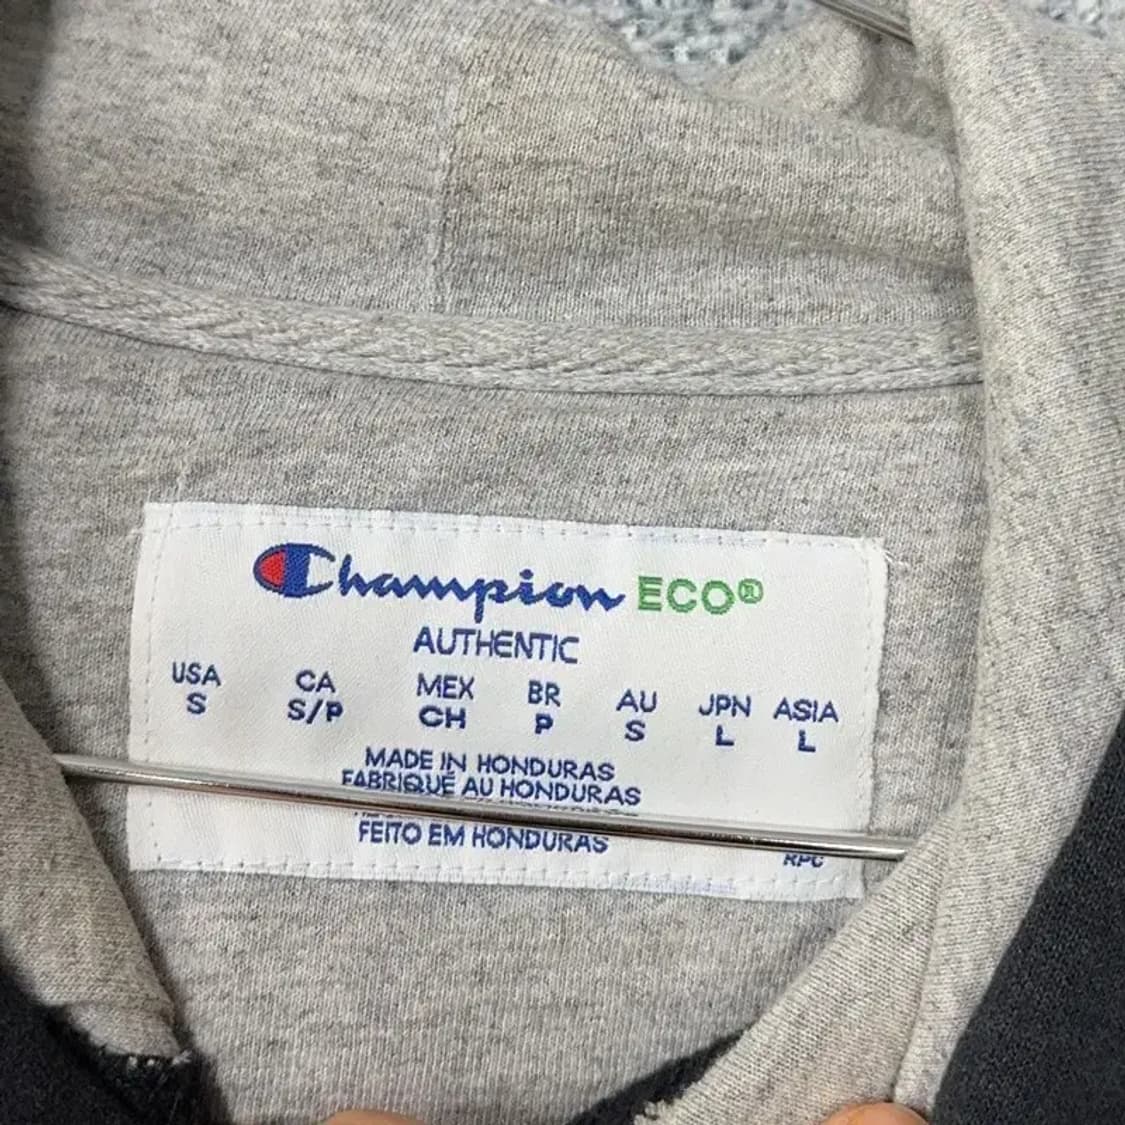 Champion ECO®
AUTHENTIC
USA CA MEX BR AU JPN ASIA
S S/P CH P S L L
MADE IN HONDURAS
FABRIQUÉ AU HONDURAS
FEITO EM HONDURAS
RPC